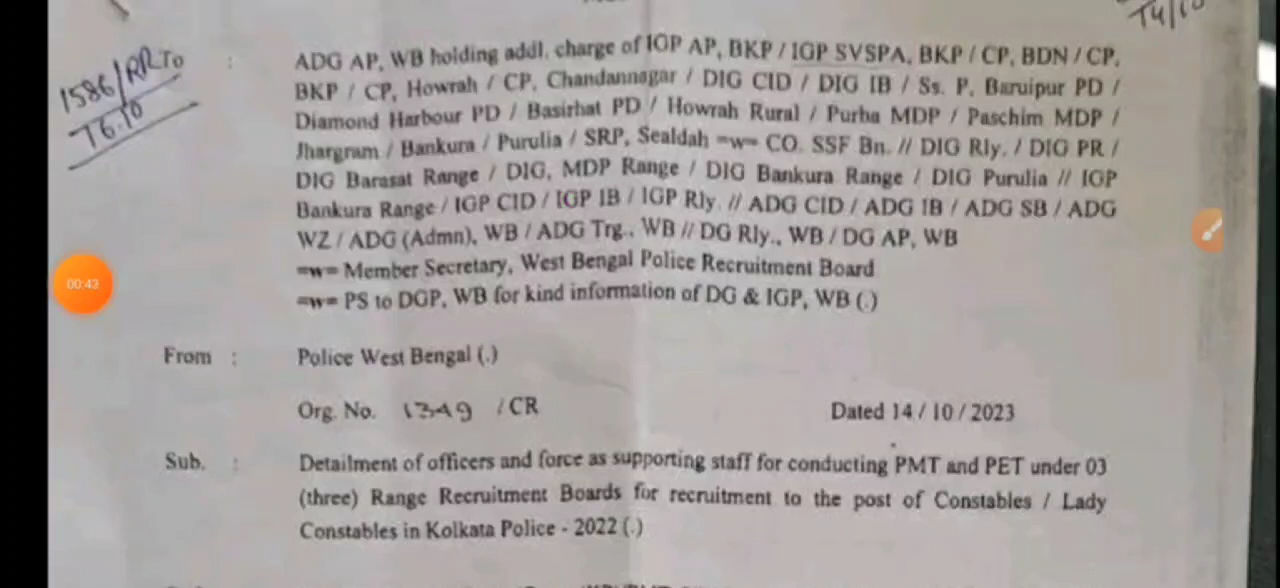 T4/10
1586/RR To
T6.10
: ADG AP, WB holding addl. charge of IGP AP, BKP / IGP SVSPA, BKP / CP, BDN / CP,
BKP / CP, Howrah / CP, Chandannagar / DIG CID / DIG IB / Ss. P, Baruipur PD /
Diamond Harbour PD / Basirhat PD / Howrah Rural / Purba MDP / Paschim MDP /
Jhargram / Bankura / Purulia / SRP, Sealdah =w= CO. SSF Bn. // DIG Rly. / DIG PR /
DIG Barasat Range / DIG, MDP Range / DIG Bankura Range / DIG Purulia // IGP
Bankura Range / IGP CID / IGP IB / IGP Rly. // ADG CID / ADG IB / ADG SB / ADG
WZ / ADG (Admn), WB / ADG Trg., WB // DG Rly., WB / DG AP, WB
=w= Member Secretary, West Bengal Police Recruitment Board
=w= PS to DGP, WB for kind information of DG & IGP, WB (.)
00:43
From : Police West Bengal (.)
Org. No. 1349 /CR Dated 14 / 10 / 2023
Sub. : Detailment of officers and force as supporting staff for conducting PMT and PET under 03
(three) Range Recruitment Boards for recruitment to the post of Constables / Lady
Constables in Kolkata Police - 2022 (.)